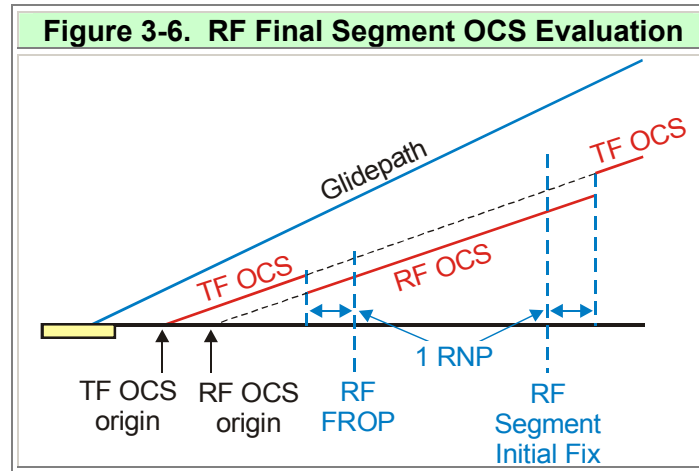 Figure 3-6. RF Final Segment OCS Evaluation
Glidepath
TF OCS
TF OCS
RF OCS
1 RNP
TF OCS
origin
RF OCS
origin
RF
FROP
RF
Segment
Initial Fix